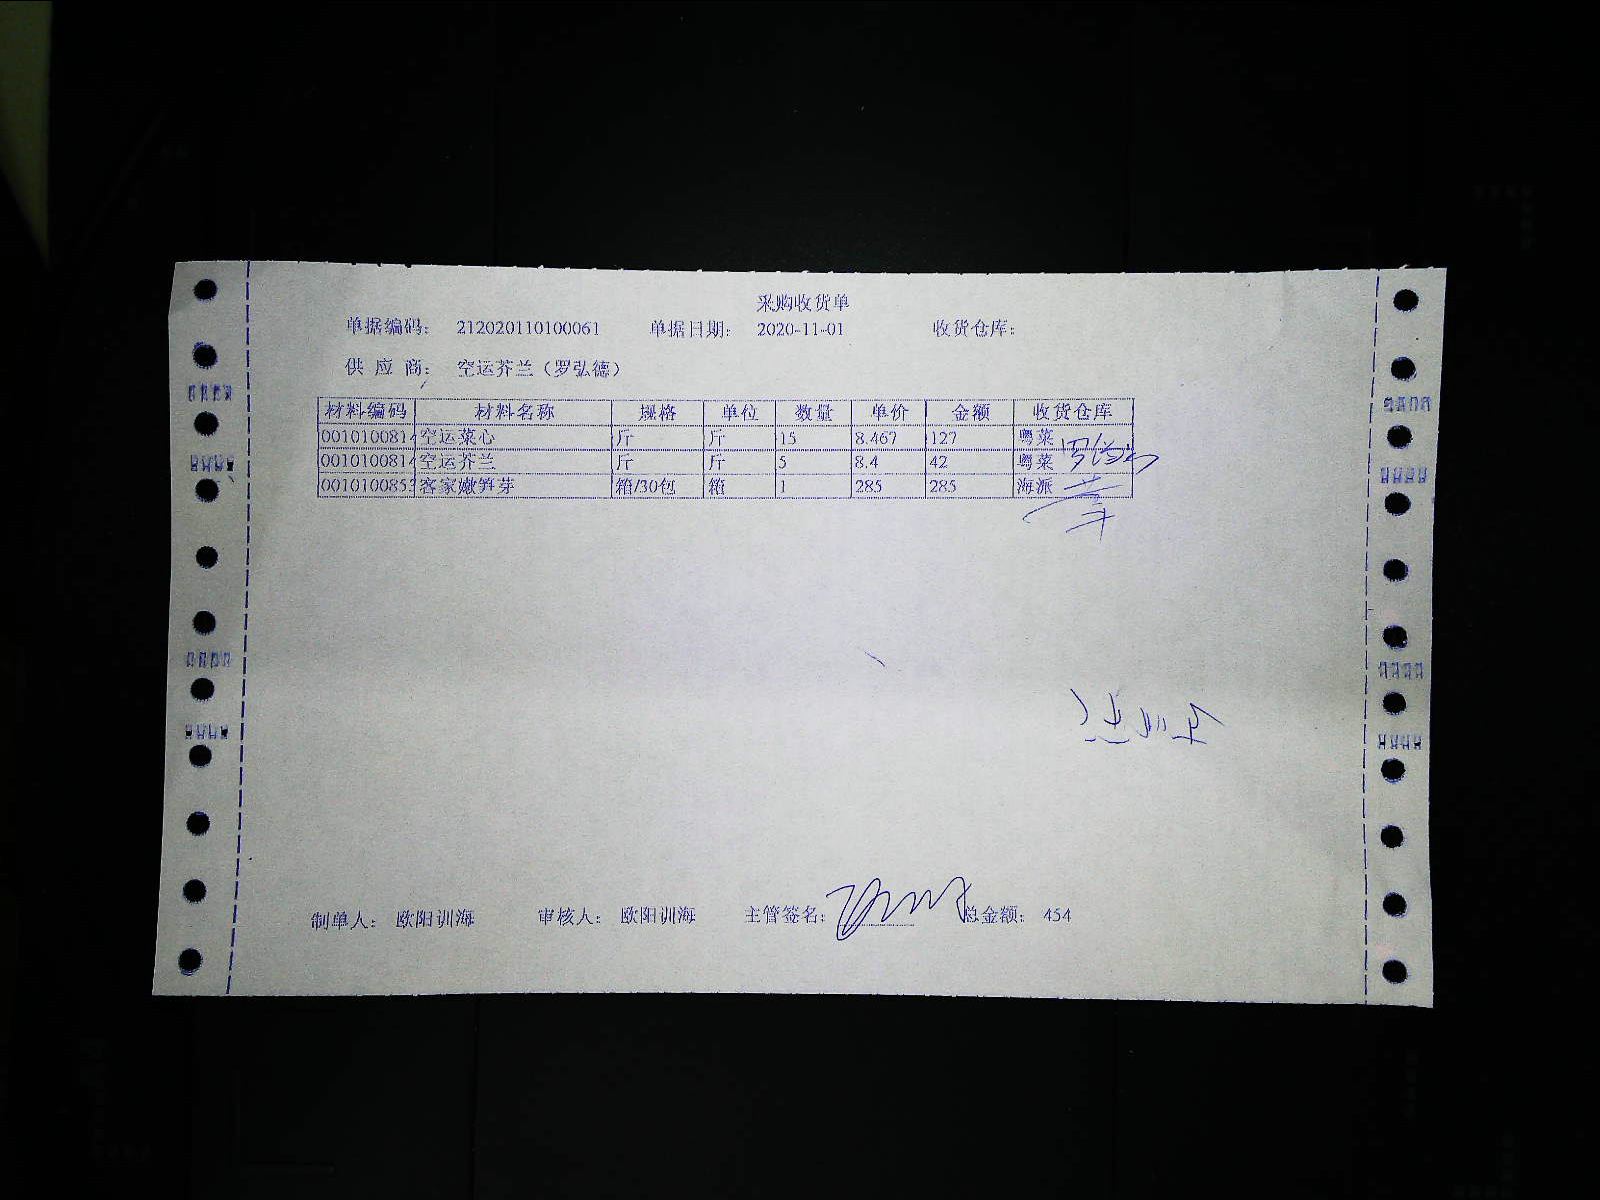 采购收货单
单据编码： 212020110100061 单据日期： 2020-11-01 收货仓库：
供 应 商： 空运芥兰（罗弘德）
材料编码 材料名称 规格 单位 数量 单价 金额 收货仓库
0010100814 空运菜心 斤 斤 15 8.467 127 粤菜
0010100814 空运芥兰 斤 斤 5 8.4 42 粤菜
0010100853 客家嫩笋芽 箱/30包 箱 1 285 285 海派
制单人： 欧阳训海 审核人： 欧阳训海 主管签名： 总金额： 454